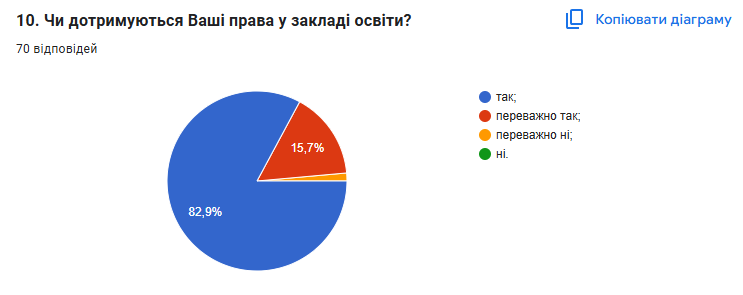 10. Чи дотримуються Ваші права у закладі освіти?
Копіювати діаграму
70 відповідей
так;
переважно так;
переважно ні;
ні.
15,7%
82,9%